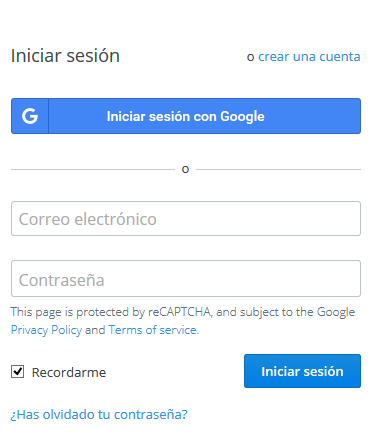 Iniciar sesión
o crear una cuenta
G Iniciar sesión con Google
o
Correo electrónico
Contraseña
This page is protected by reCAPTCHA, and subject to the Google
Privacy Policy and Terms of service.
Recordarme
Iniciar sesión
¿Has olvidado tu contraseña?